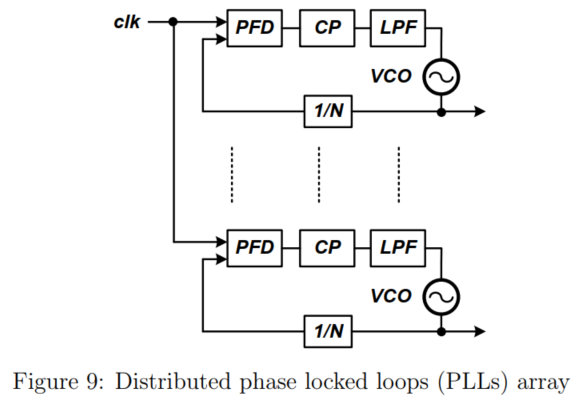 clk PFD CP LPF
VCO
1/N
PFD CP LPF
VCO
1/N
Figure 9: Distributed phase locked loops (PLLs) array